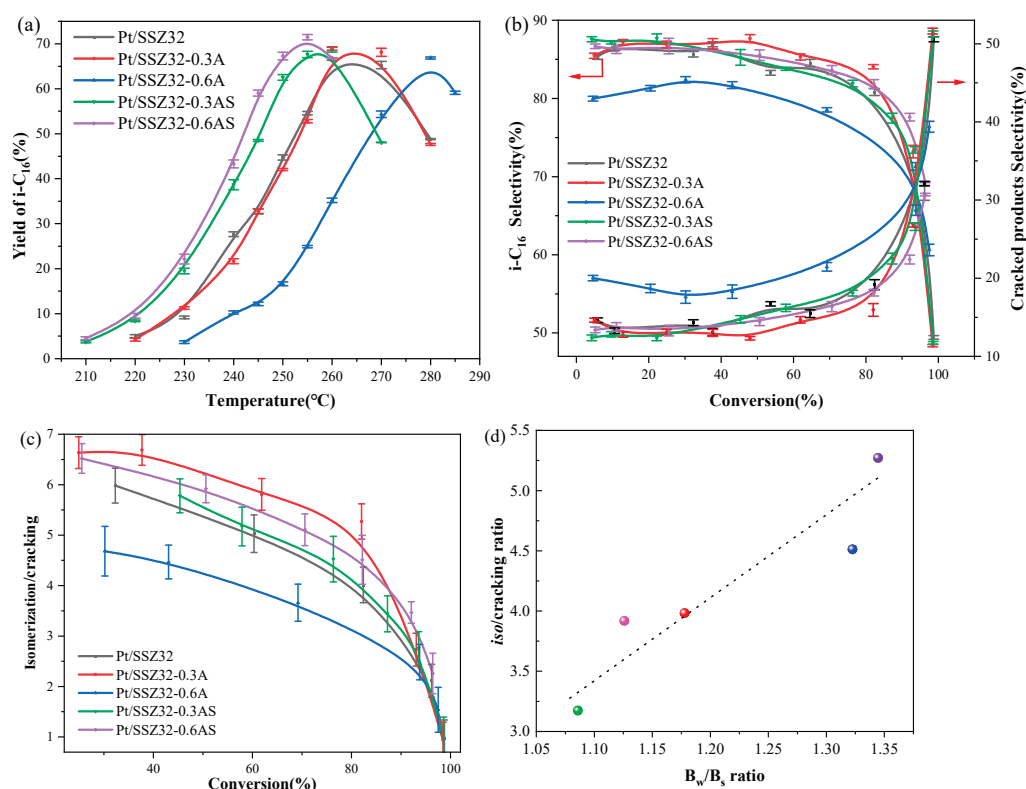 (a)
Yield of i-C16(%)
70
60
50
40
30
20
10
0
Pt/SSZ32
Pt/SSZ32-0.3A
Pt/SSZ32-0.6A
Pt/SSZ32-0.3AS
Pt/SSZ32-0.6AS
210 220 230 240 250 260 270 280 290
Temperature(℃)
(b)
i-C16 Selectivity(%)
90
80
70
60
50
Pt/SSZ32
Pt/SSZ32-0.3A
Pt/SSZ32-0.6A
Pt/SSZ32-0.3AS
Pt/SSZ32-0.6AS
50
40
30
20
10
Cracked products Selectivity(%)
0 20 40 60 80 100
Conversion(%)
(c)
Isomerization/cracking
7
6
5
4
3
2
1
Pt/SSZ32
Pt/SSZ32-0.3A
Pt/SSZ32-0.6A
Pt/SSZ32-0.3AS
Pt/SSZ32-0.6AS
40 60 80 100
Conversion(%)
(d)
iso/cracking ratio
5.5
5.0
4.5
4.0
3.5
3.0
1.05 1.10 1.15 1.20 1.25 1.30 1.35
Bw/Bs ratio